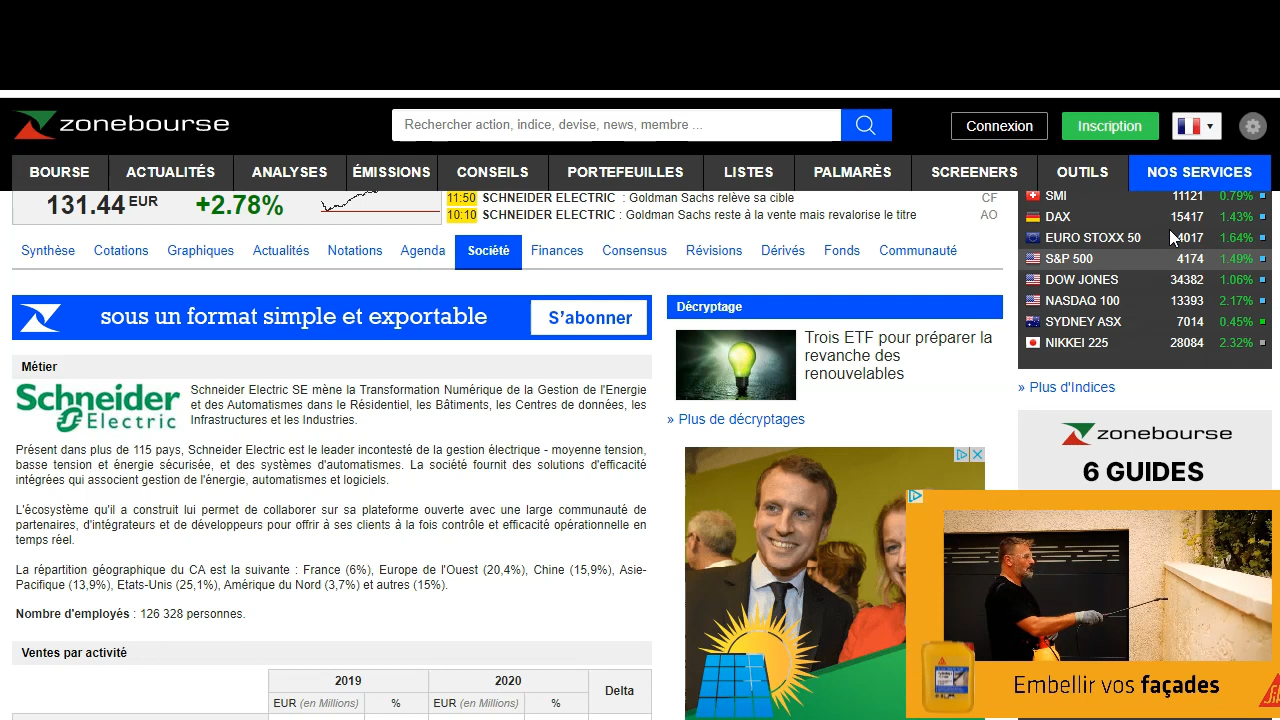 zonebourse
Rechercher action, indice, devise, news, membre ...
Connexion
Inscription
BOURSE ACTUALITÉS ANALYSES ÉMISSIONS CONSEILS PORTEFEUILLES LISTES PALMARÈS SCREENERS OUTILS NOS SERVICES
131.44 EUR +2.78%
11:50 SCHNEIDER ELECTRIC : Goldman Sachs relève sa cible CF
10:10 SCHNEIDER ELECTRIC : Goldman Sachs reste à la vente mais revalorise le titre AO
Synthèse Cotations Graphiques Actualités Notations Agenda Société Finances Consensus Révisions Dérivés Fonds Communauté
sous un format simple et exportable
S'abonner
Métier
Schneider Electric
Schneider Electric SE mène la Transformation Numérique de la Gestion de l'Energie
et des Automatismes dans le Résidentiel, les Bâtiments, les Centres de données, les
Infrastructures et les Industries.
Présent dans plus de 115 pays, Schneider Electric est le leader incontesté de la gestion électrique - moyenne tension,
basse tension et énergie sécurisée, et des systèmes d'automatismes. La société fournit des solutions d'efficacité
intégrées qui associent gestion de l'énergie, automatismes et logiciels.
L'écosystème qu'il a construit lui permet de collaborer sur sa plateforme ouverte avec une large communauté de
partenaires, d'intégrateurs et de développeurs pour offrir à ses clients à la fois contrôle et efficacité opérationnelle en
temps réel.
La répartition géographique du CA est la suivante : France (6%), Europe de l'Ouest (20,4%), Chine (15,9%), Asie-
Pacifique (13,9%), Etats-Unis (25,1%), Amérique du Nord (3,7%) et autres (15%).
Nombre d'employés : 126 328 personnes.
Ventes par activité
2019 2020 Delta
EUR (en Millions) % EUR (en Millions) %
Décryptage
Trois ETF pour préparer la
revanche des
renouvelables
» Plus de décryptages
SMI 11121 0.79%
DAX 15417 1.43%
EURO STOXX 50 4017 1.64%
S&P 500 4174 1.49%
DOW JONES 34382 1.06%
NASDAQ 100 13393 2.17%
SYDNEY ASX 7014 0.45%
NIKKEI 225 28084 2.32%
» Plus d'Indices
zonebourse
6 GUIDES
Embellir vos façades